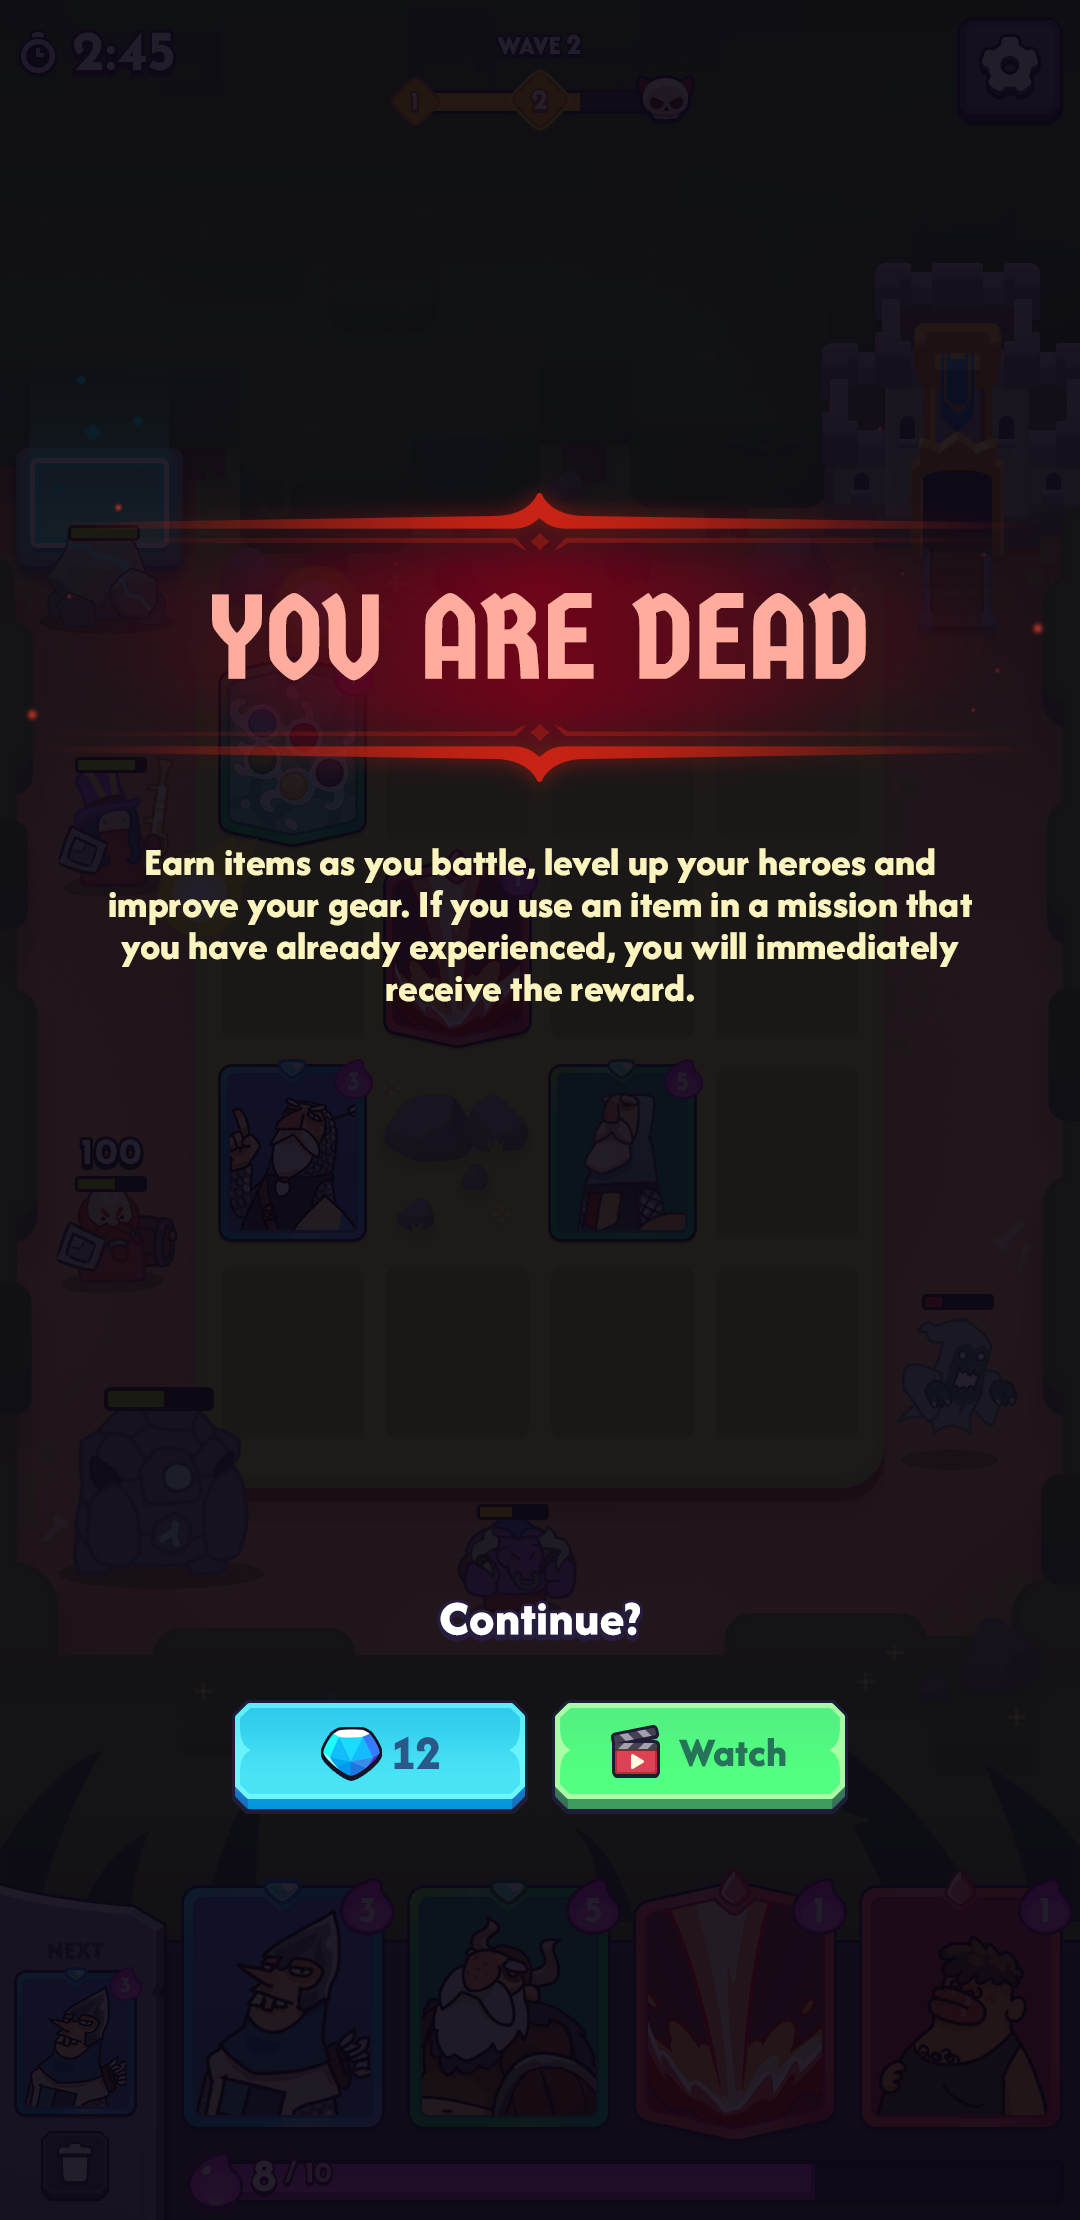 2:45
WAVE 2
1
2
YOU ARE DEAD
Earn items as you battle, level up your heroes and
improve your gear. If you use an item in a mission that
you have already experienced, you will immediately
receive the reward.
3
5
100
Continue?
12
Watch
NEXT
3
3
5
1
1
8 / 10